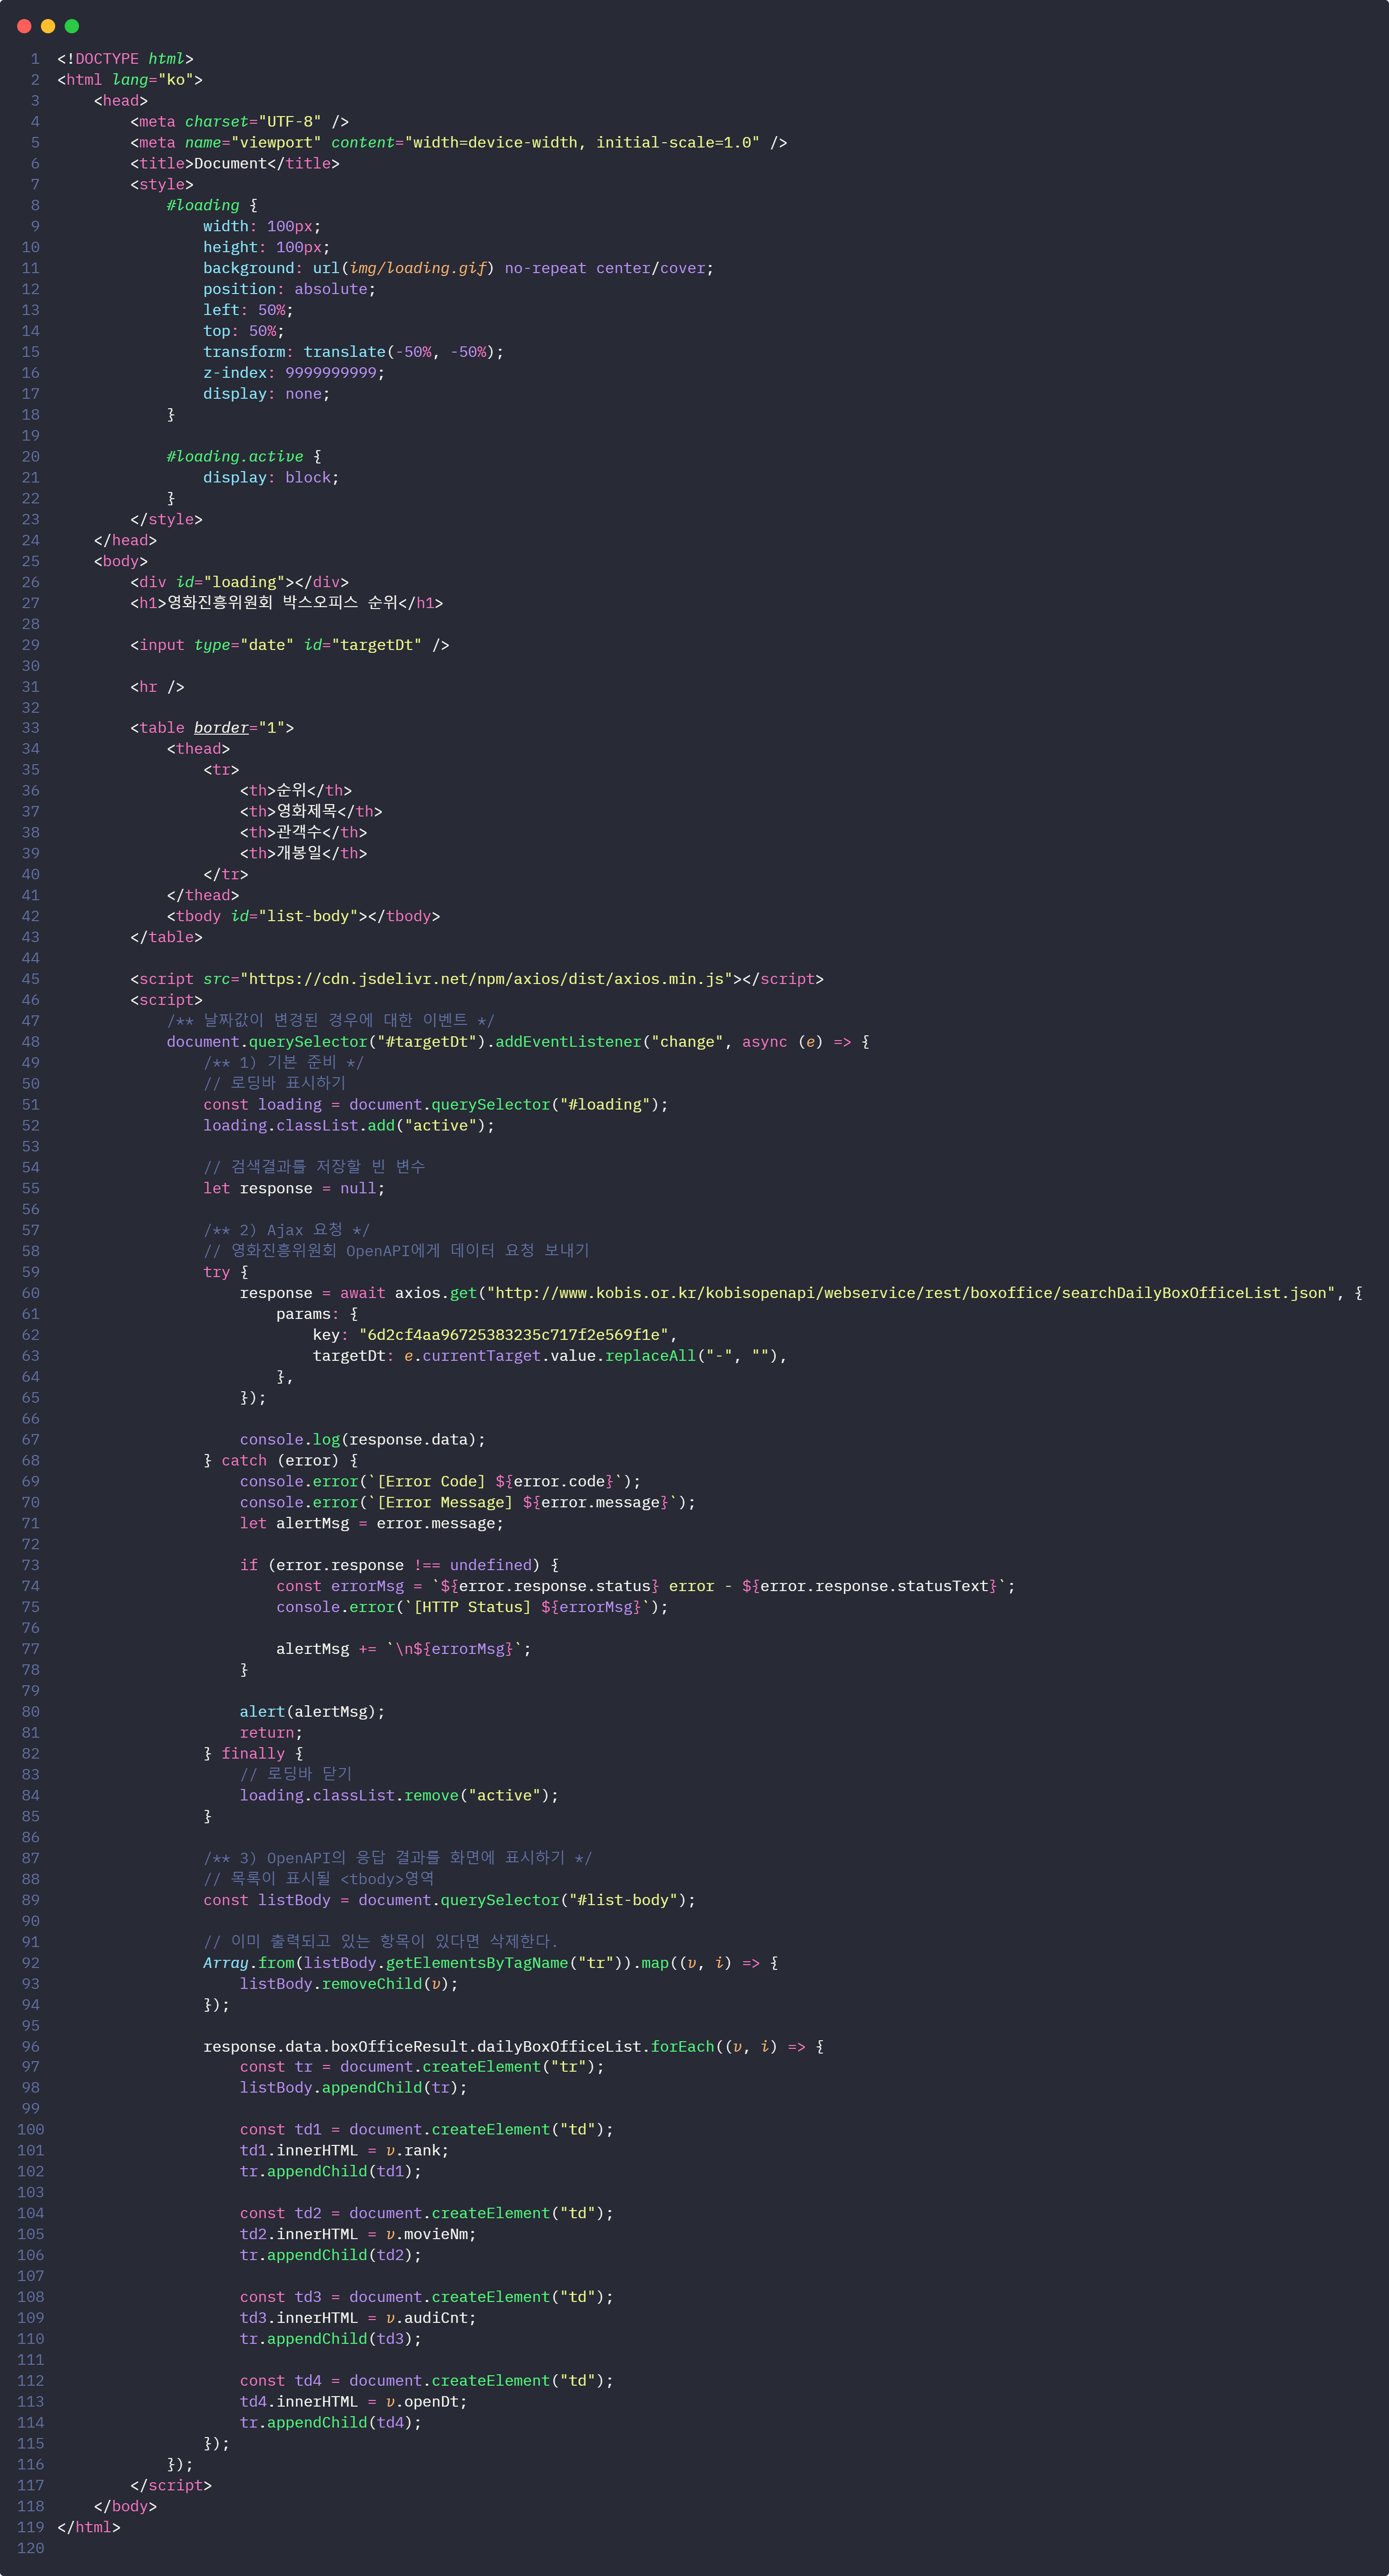 1 <!DOCTYPE html>
2 <html lang="ko">
3     <head>
4         <meta charset="UTF-8" />
5         <meta name="viewport" content="width=device-width, initial-scale=1.0" />
6         <title>Document</title>
7         <style>
8             #loading {
9                 width: 100px;
10                 height: 100px;
11                 background: url(img/loading.gif) no-repeat center/cover;
12                 position: absolute;
13                 left: 50%;
14                 top: 50%;
15                 transform: translate(-50%, -50%);
16                 z-index: 9999999999;
17                 display: none;
18             }
19
20             #loading.active {
21                 display: block;
22             }
23         </style>
24     </head>
25     <body>
26         <div id="loading"></div>
27         <h1>영화진흥위원회 박스오피스 순위</h1>
28
29         <input type="date" id="targetDt" />
30
31         <hr />
32
33         <table border="1">
34             <thead>
35                 <tr>
36                     <th>순위</th>
37                     <th>영화제목</th>
38                     <th>관객수</th>
39                     <th>개봉일</th>
40                 </tr>
41             </thead>
42             <tbody id="list-body"></tbody>
43         </table>
44
45         <script src="https://cdn.jsdelivr.net/npm/axios/dist/axios.min.js"></script>
46         <script>
47             /** 날짜값이 변경된 경우에 대한 이벤트 */
48             document.querySelector("#targetDt").addEventListener("change", async (e) => {
49                 /** 1) 기본 준비 */
50                 // 로딩바 표시하기
51                 const loading = document.querySelector("#loading");
52                 loading.classList.add("active");
53
54                 // 검색결과를 저장할 빈 변수
55                 let response = null;
56
57                 /** 2) Ajax 요청 */
58                 // 영화진흥위원회 OpenAPI에게 데이터 요청 보내기
59                 try {
60                     response = await axios.get("http://www.kobis.or.kr/kobisopenapi/webservice/rest/boxoffice/searchDailyBoxOfficeList.json", {
61                         params: {
62                             key: "6d2cf4aa96725383235c717f2e569f1e",
63                             targetDt: e.currentTarget.value.replaceAll("-", ""),
64                         },
65                     });
66
67                     console.log(response.data);
68                 } catch (error) {
69                     console.error(`[Error Code] ${error.code}`);
70                     console.error(`[Error Message] ${error.message}`);
71                     let alertMsg = error.message;
72
73                     if (error.response !== undefined) {
74                         const errorMsg = `${error.response.status} error - ${error.response.statusText}`;
75                         console.error(`[HTTP Status] ${errorMsg}`);
76
77                         alertMsg += `\n${errorMsg}`;
78                     }
79
80                     alert(alertMsg);
81                     return;
82                 } finally {
83                     // 로딩바 닫기
84                     loading.classList.remove("active");
85                 }
86
87                 /** 3) OpenAPI의 응답 결과를 화면에 표시하기 */
88                 // 목록이 표시될 <tbody>영역
89                 const listBody = document.querySelector("#list-body");
90
91                 // 이미 출력되고 있는 항목이 있다면 삭제한다.
92                 Array.from(listBody.getElementsByTagName("tr")).map((v, i) => {
93                     listBody.removeChild(v);
94                 });
95
96                 response.data.boxOfficeResult.dailyBoxOfficeList.forEach((v, i) => {
97                     const tr = document.createElement("tr");
98                     listBody.appendChild(tr);
99
100                     const td1 = document.createElement("td");
101                     td1.innerHTML = v.rank;
102                     tr.appendChild(td1);
103
104                     const td2 = document.createElement("td");
105                     td2.innerHTML = v.movieNm;
106                     tr.appendChild(td2);
107
108                     const td3 = document.createElement("td");
109                     td3.innerHTML = v.audiCnt;
110                     tr.appendChild(td3);
111
112                     const td4 = document.createElement("td");
113                     td4.innerHTML = v.openDt;
114                     tr.appendChild(td4);
115                 });
116             });
117         </script>
118     </body>
119 </html>
120